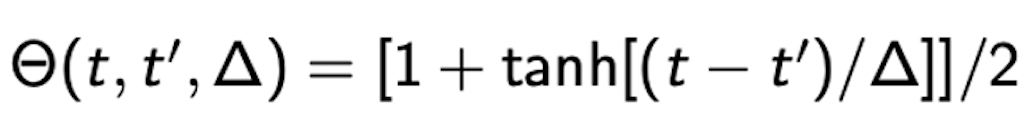 Θ(t, t′, Δ) = [1 + tanh[(t − t′)/Δ]]/2